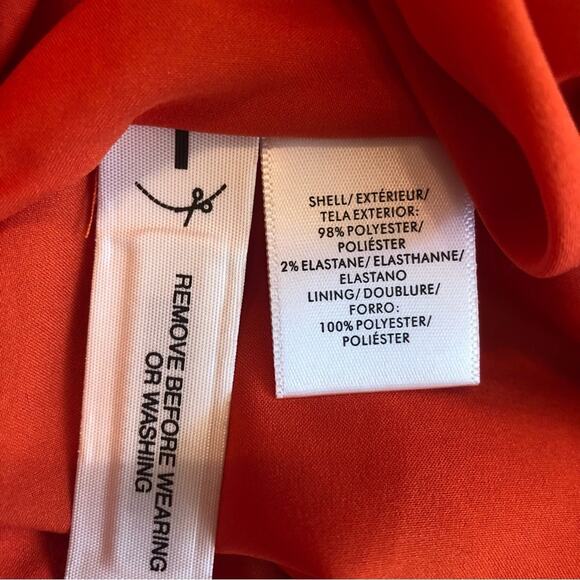 REMOVE BEFORE WEARING
OR WASHING
SHELL/EXTÉRIEUR/
TELA EXTERIOR:
98% POLYESTER/
POLIÉSTER
2% ELASTANE/ELASTHANNE/
ELASTANO
LINING/DOUBLURE/
FORRO:
100% POLYESTER/
POLIÉSTER